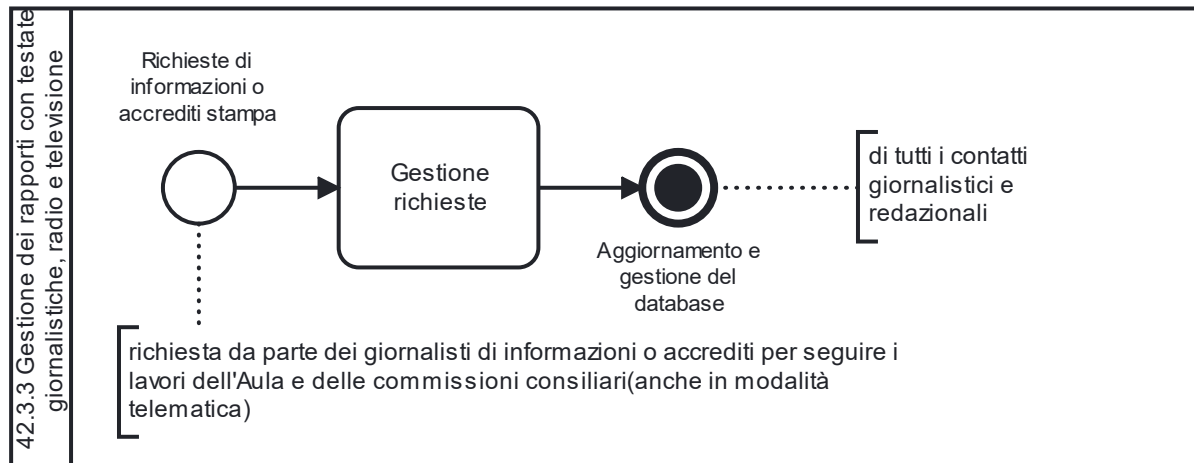 42.3.3 Gestione dei rapporti con testate
giornalistiche, radio e televisione
Richieste di
informazioni o
accrediti stampa
Gestione
richieste
Aggiornamento e
gestione del
database
di tutti i contatti
giornalistici e
redazionali
richiesta da parte dei giornalisti di informazioni o accrediti per seguire i
lavori dell'Aula e delle commissioni consiliari(anche in modalità
telematica)